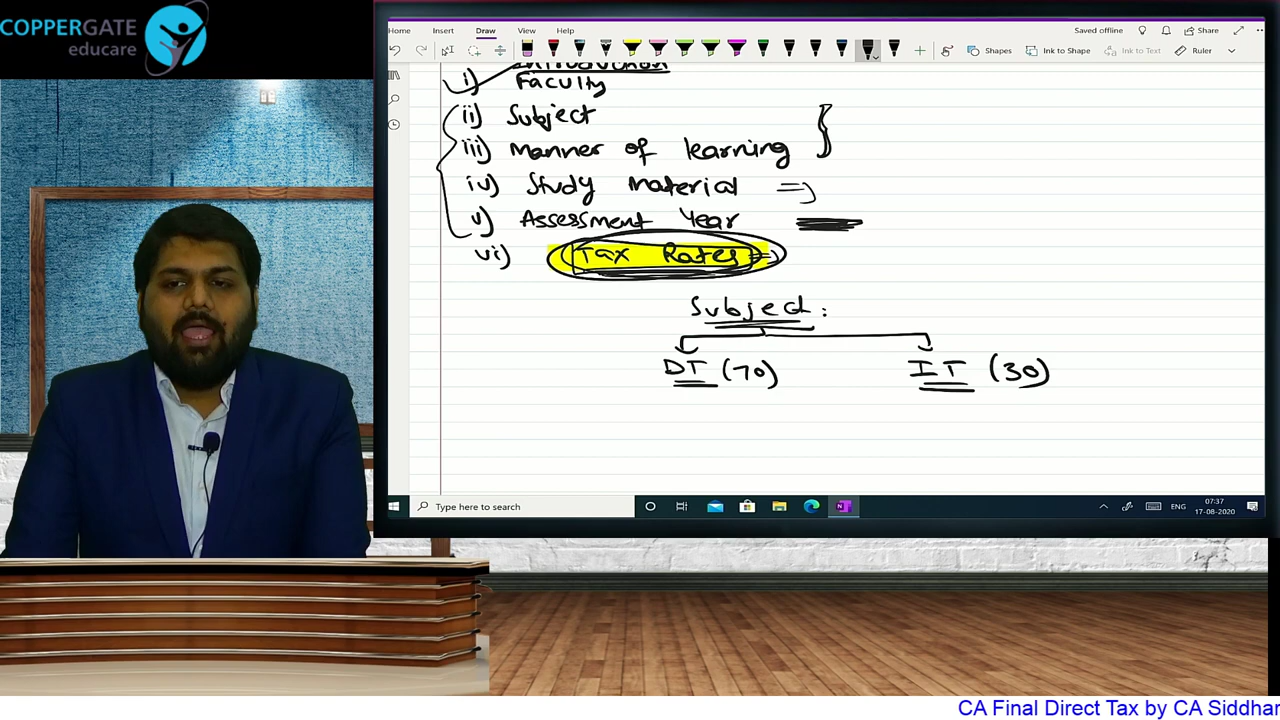 COPPERGATE
educare
Home Insert Draw View Help
Saved offline Share
Shapes Ink to Shape Ink to Text Ruler
Introduction
i) Faculty
ii) Subject
iii) Manner of learning
iv) Study Material ⇒
v) Assessment Year
vi) Tax Rates ⇒
Subject :
DT (70) IT (30)
Type here to search
ENG
07:37
17-08-2020
CA Final Direct Tax by CA Siddhar